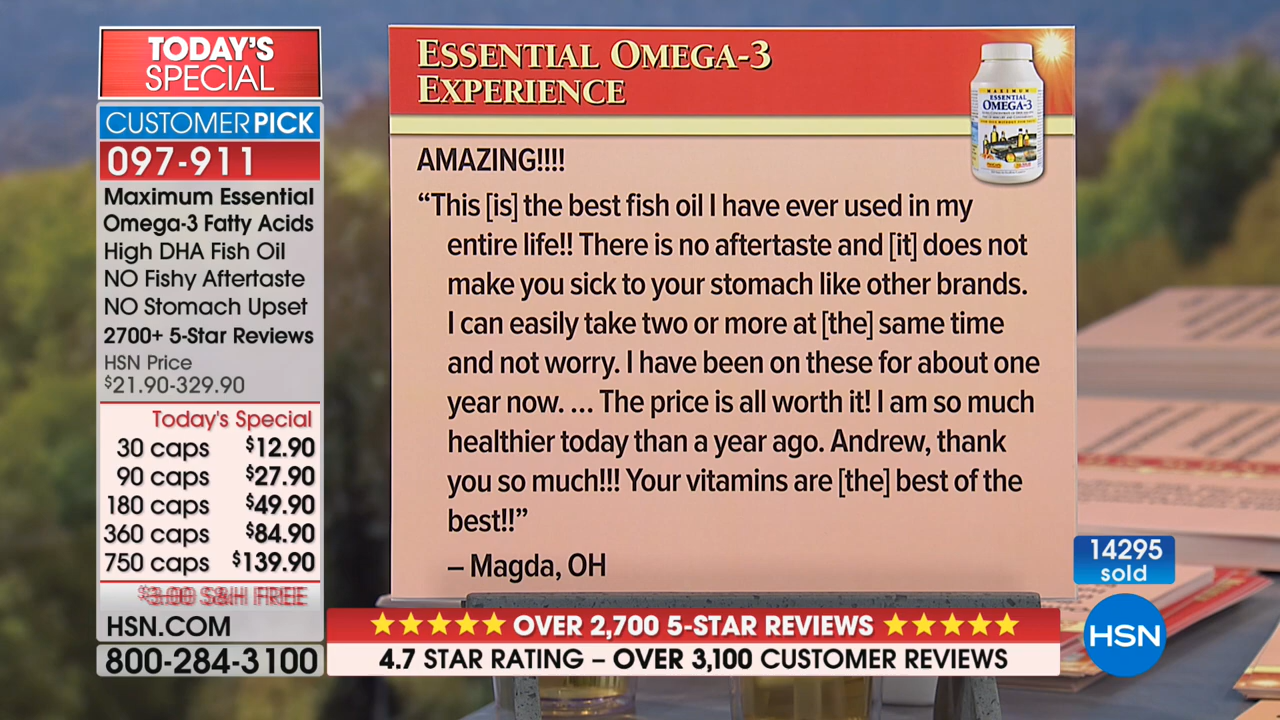 TODAY'S
SPECIAL
CUSTOMER PICK
097-911
Maximum Essential
Omega-3 Fatty Acids
High DHA Fish Oil
NO Fishy Aftertaste
NO Stomach Upset
2700+ 5-Star Reviews
HSN Price
$21.90-329.90
Today's Special
30 caps $12.90
90 caps $27.90
180 caps $49.90
360 caps $84.90
750 caps $139.90
S&H FREE
HSN.COM
800-284-3100
ESSENTIAL OMEGA-3
EXPERIENCE
MAXIMUM
ESSENTIAL
OMEGA-3
AMAZING!!!!
“This [is] the best fish oil I have ever used in my
entire life!! There is no aftertaste and [it] does not
make you sick to your stomach like other brands.
I can easily take two or more at [the] same time
and not worry. I have been on these for about one
year now. ... The price is all worth it! I am so much
healthier today than a year ago. Andrew, thank
you so much!!! Your vitamins are [the] best of the
best!!”
– Magda, OH
14295
sold
HSN
OVER 2,700 5-STAR REVIEWS
4.7 STAR RATING – OVER 3,100 CUSTOMER REVIEWS